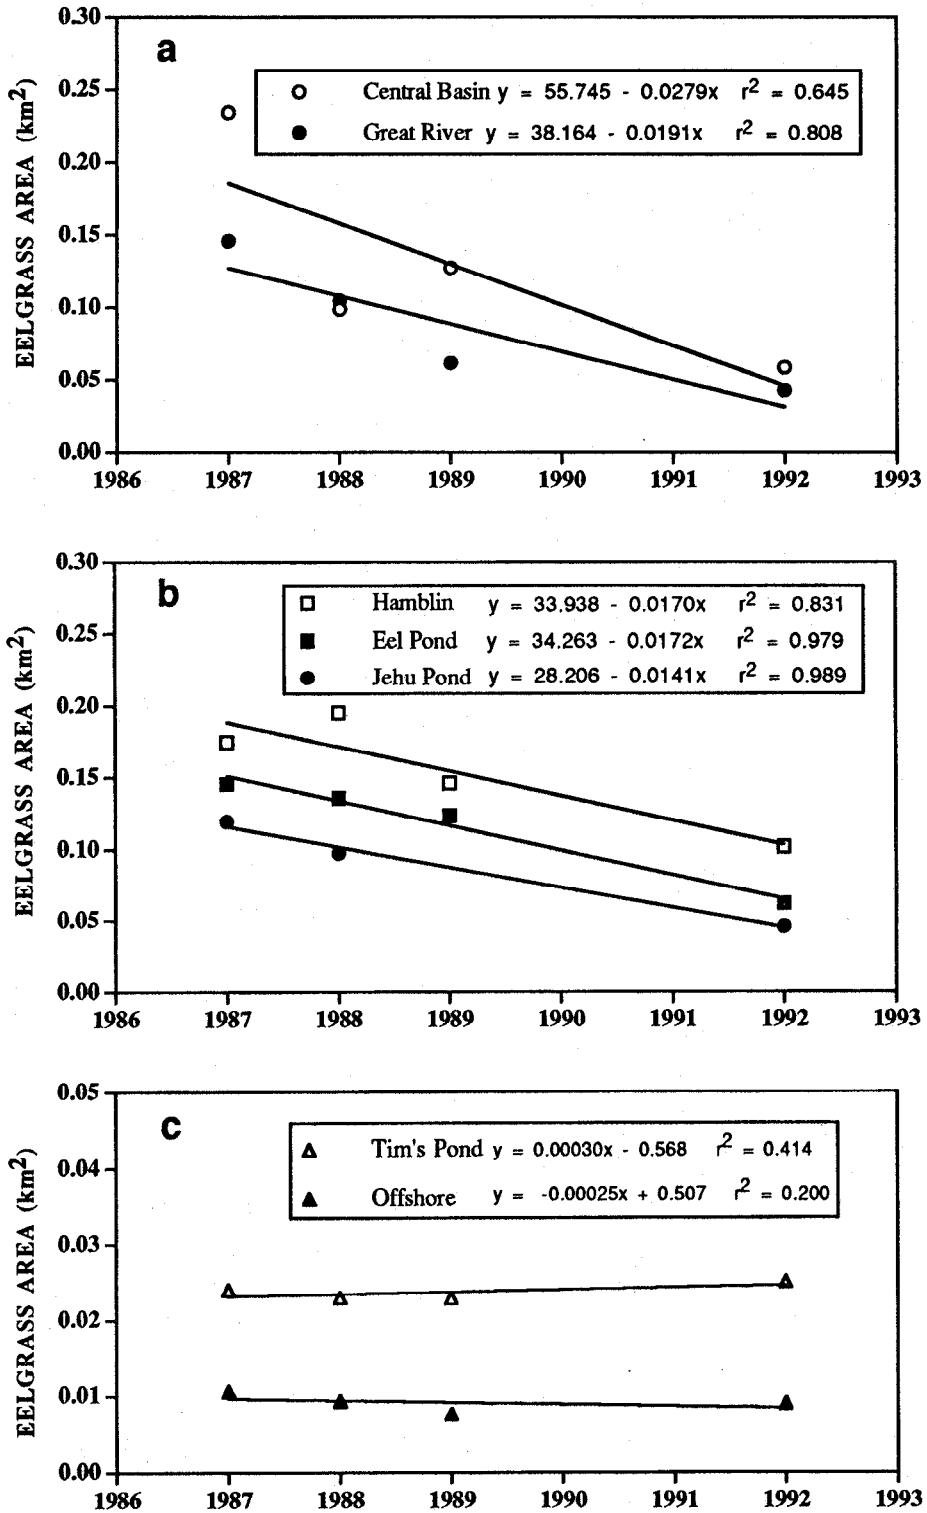 a
0.30
0.25
0.20
0.15
0.10
0.05
0.00
EELGRASS AREA (km2)
Central Basin y = 55.745 - 0.0279x r2 = 0.645
Great River y = 38.164 - 0.0191x r2 = 0.808
1986 1987 1988 1989 1990 1991 1992 1993
b
0.30
0.25
0.20
0.15
0.10
0.05
0.00
EELGRASS AREA (km2)
Hamblin y = 33.938 - 0.0170x r2 = 0.831
Eel Pond y = 34.263 - 0.0172x r2 = 0.979
Jehu Pond y = 28.206 - 0.0141x r2 = 0.989
1986 1987 1988 1989 1990 1991 1992 1993
c
0.05
0.04
0.03
0.02
0.01
0.00
EELGRASS AREA (km2)
Tim's Pond y = 0.00030x - 0.568 r2 = 0.414
Offshore y = -0.00025x + 0.507 r2 = 0.200
1986 1987 1988 1989 1990 1991 1992 1993